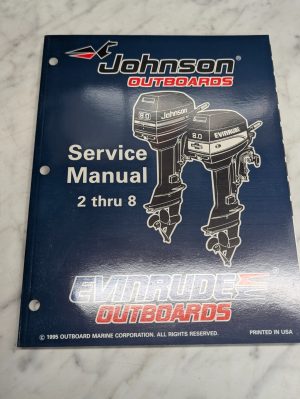 Johnson
OUTBOARDS
Johnson
8.0
EVINRUDE
8.0
Service
Manual
2 thru 8
EVINRUDE
OUTBOARDS
© 1995 OUTBOARD MARINE CORPORATION. ALL RIGHTS RESERVED.
PRINTED IN USA